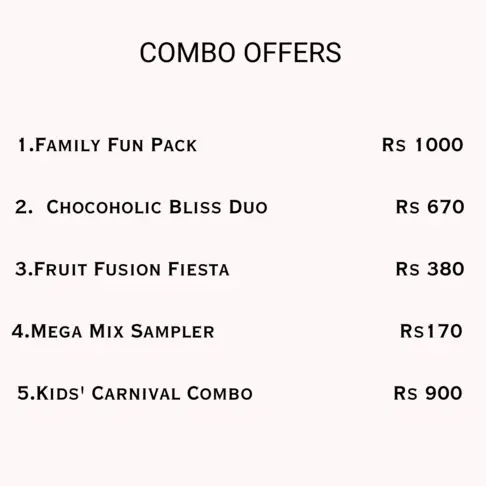 COMBO OFFERS
1.Family Fun Pack Rs 1000
2. Chocoholic Bliss Duo Rs 670
3.Fruit Fusion Fiesta Rs 380
4.Mega Mix Sampler Rs170
5.Kids' Carnival Combo Rs 900